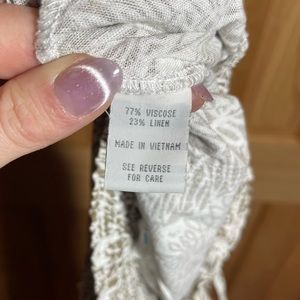 77% VISCOSE
23% LINEN
MADE IN VIETNAM
SEE REVERSE
FOR CARE